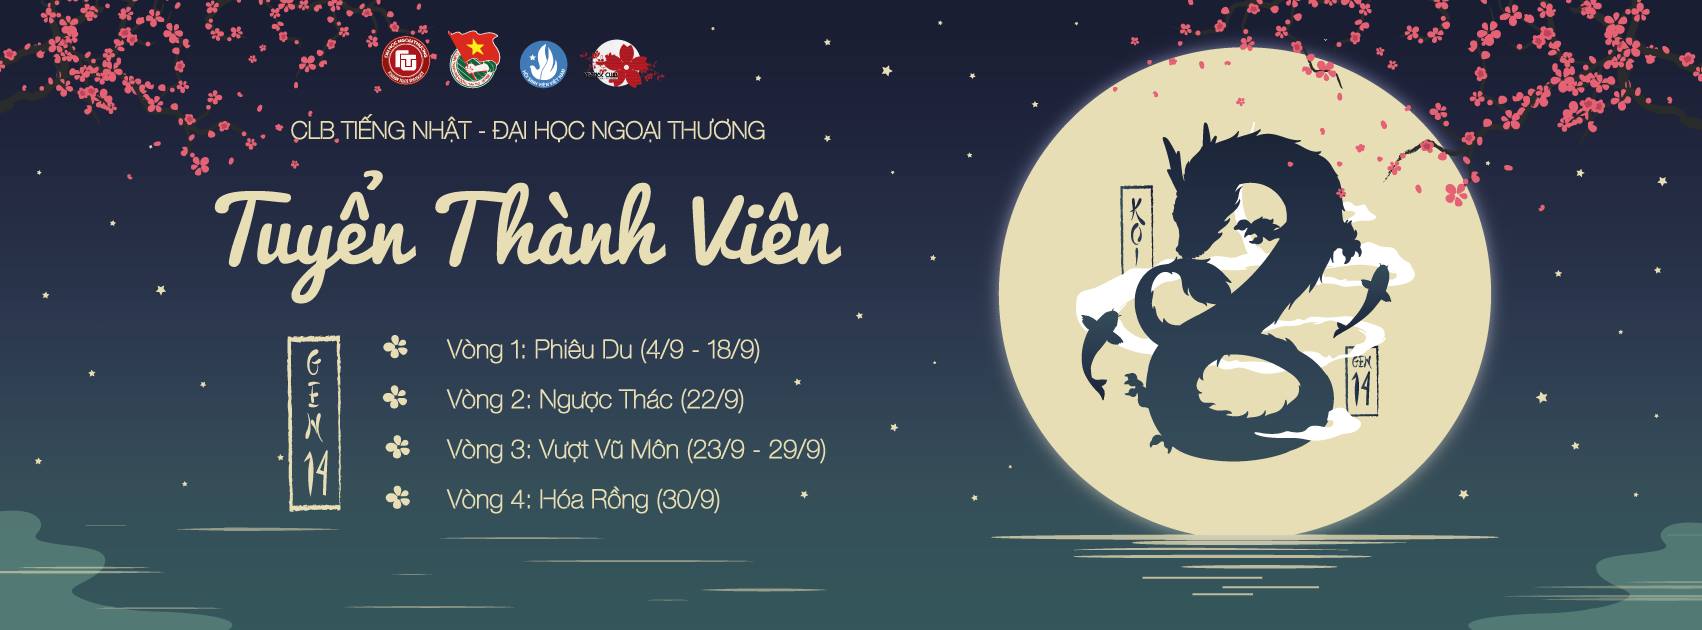 CLB TIẾNG NHẬT - ĐẠI HỌC NGOẠI THƯƠNG
Tuyển Thành Viên
GEN 14
Vòng 1: Phiêu Du (4/9 - 18/9)
Vòng 2: Ngược Thác (22/9)
Vòng 3: Vượt Vũ Môn (23/9 - 29/9)
Vòng 4: Hóa Rồng (30/9)
KOI
GEN
14